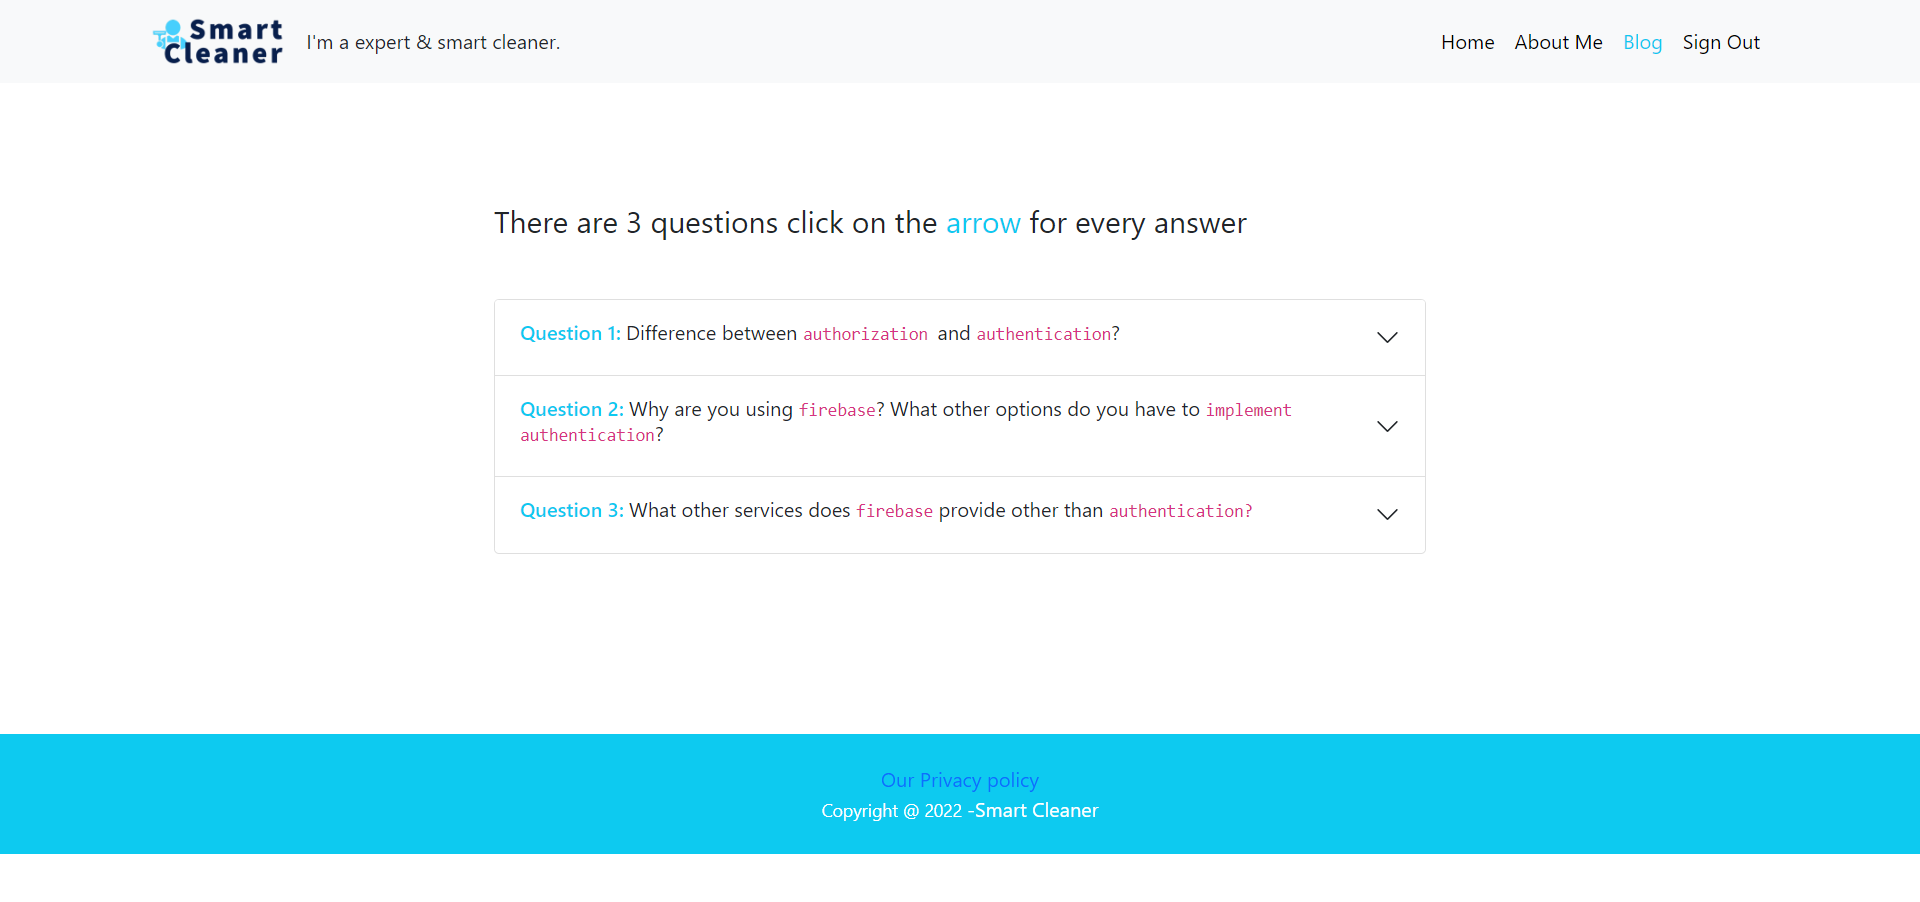 Smart
Cleaner
I'm a expert & smart cleaner.
Home About Me Blog Sign Out
There are 3 questions click on the arrow for every answer
Question 1: Difference between authorization and authentication?
Question 2: Why are you using firebase? What other options do you have to implement
authentication?
Question 3: What other services does firebase provide other than authentication?
Our Privacy policy
Copyright @ 2022 -Smart Cleaner